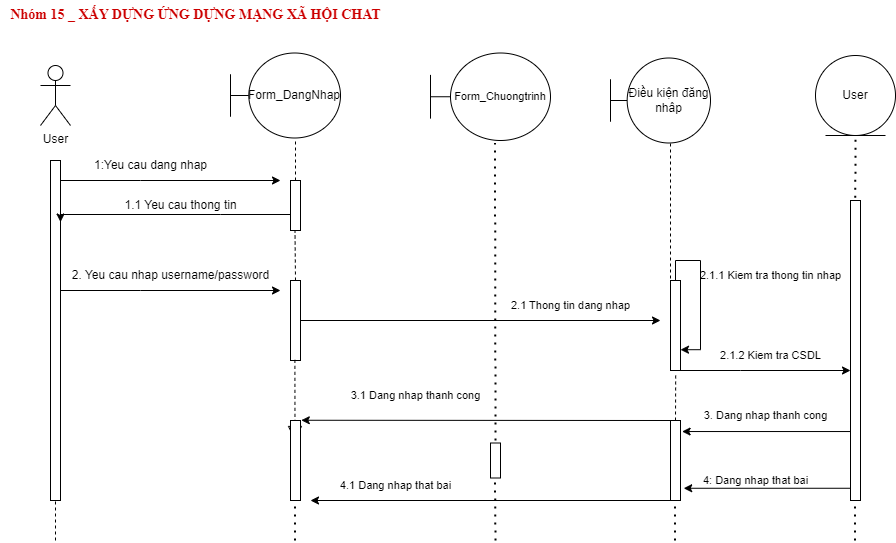 Nhóm 15 _ XẤY DỰNG ỨNG DỰNG MẠNG XÃ HỘI CHAT
Form_DangNhap
Form_Chuongtrinh
Điều kiện đăng
nhâp
User
User
1:Yeu cau dang nhap
1.1 Yeu cau thong tin
2. Yeu cau nhap username/password
2.1.1 Kiem tra thong tin nhap
2.1 Thong tin dang nhap
2.1.2 Kiem tra CSDL
3.1 Dang nhap thanh cong
3. Dang nhap thanh cong
4.1 Dang nhap that bai
4: Dang nhap that bai